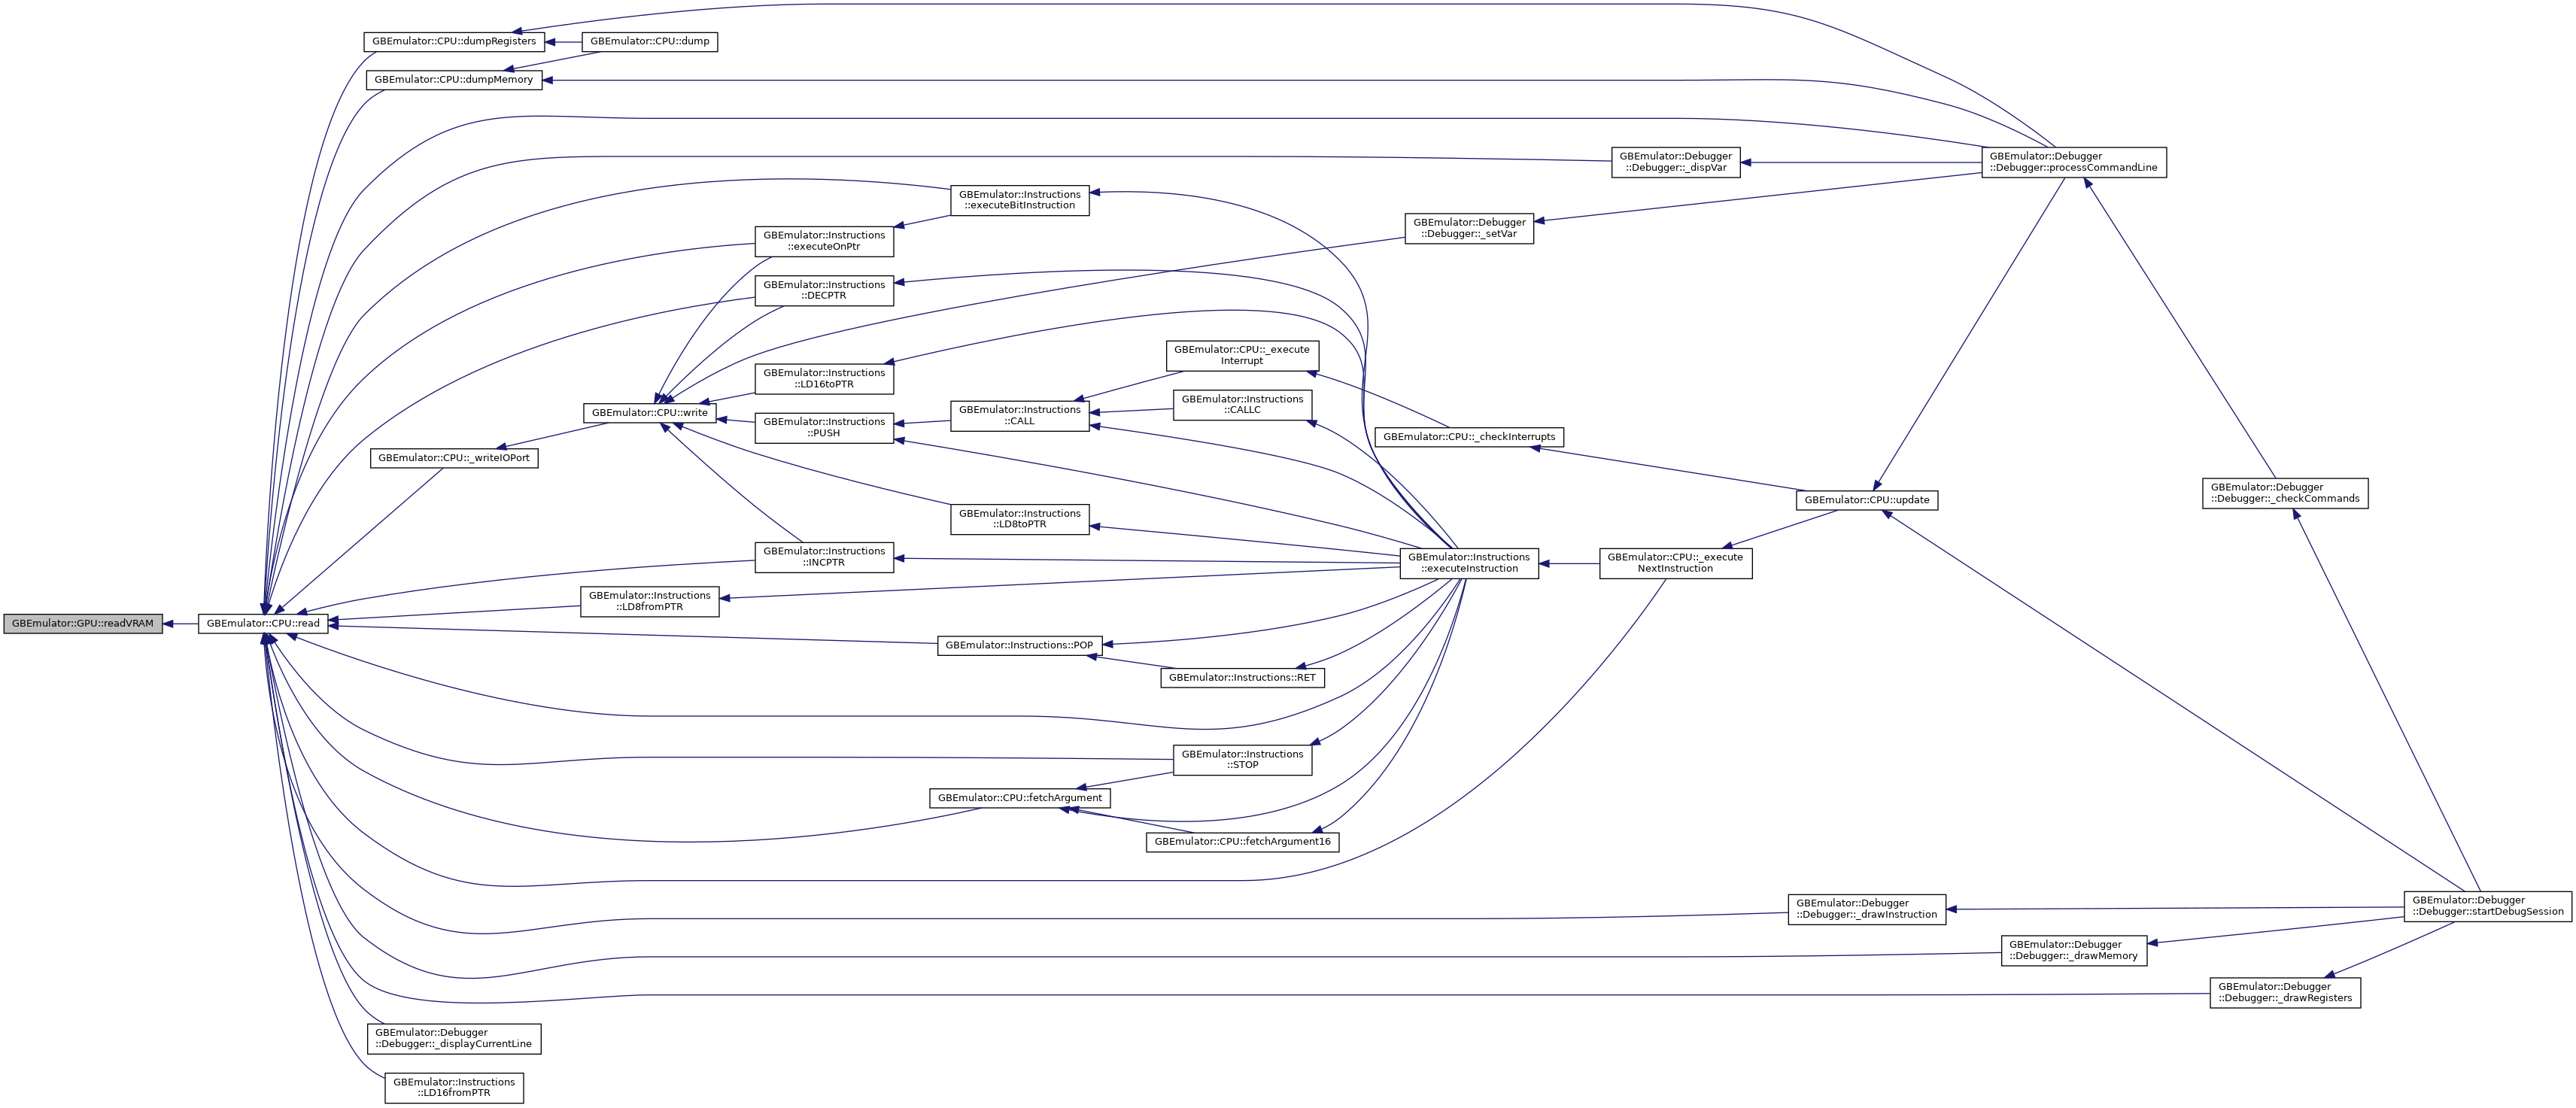 GBEmulator::CPU::dumpRegisters
GBEmulator::CPU::dump
GBEmulator::CPU::dumpMemory
GBEmulator::Debugger
::Debugger::_dispVar
GBEmulator::Debugger
::Debugger::processCommandLine
GBEmulator::Instructions
::executeBitInstruction
GBEmulator::Debugger
::Debugger::_setVar
GBEmulator::Instructions
::executeOnPtr
GBEmulator::Instructions
::DECPTR
GBEmulator::CPU::_execute
Interrupt
GBEmulator::Instructions
::LD16toPTR
GBEmulator::Instructions
::CALLC
GBEmulator::CPU::write
GBEmulator::Instructions
::CALL
GBEmulator::Instructions
::PUSH
GBEmulator::CPU::_checkInterrupts
GBEmulator::CPU::_writeIOPort
GBEmulator::Debugger
::Debugger::_checkCommands
GBEmulator::CPU::update
GBEmulator::Instructions
::LD8toPTR
GBEmulator::Instructions
::INCPTR
GBEmulator::Instructions
::executeInstruction
GBEmulator::CPU::_execute
NextInstruction
GBEmulator::Instructions
::LD8fromPTR
GBEmulator::GPU::readVRAM
GBEmulator::CPU::read
GBEmulator::Instructions::POP
GBEmulator::Instructions::RET
GBEmulator::Instructions
::STOP
GBEmulator::CPU::fetchArgument
GBEmulator::CPU::fetchArgument16
GBEmulator::Debugger
::Debugger::_drawInstruction
GBEmulator::Debugger
::Debugger::startDebugSession
GBEmulator::Debugger
::Debugger::_drawMemory
GBEmulator::Debugger
::Debugger::_drawRegisters
GBEmulator::Debugger
::Debugger::_displayCurrentLine
GBEmulator::Instructions
::LD16fromPTR